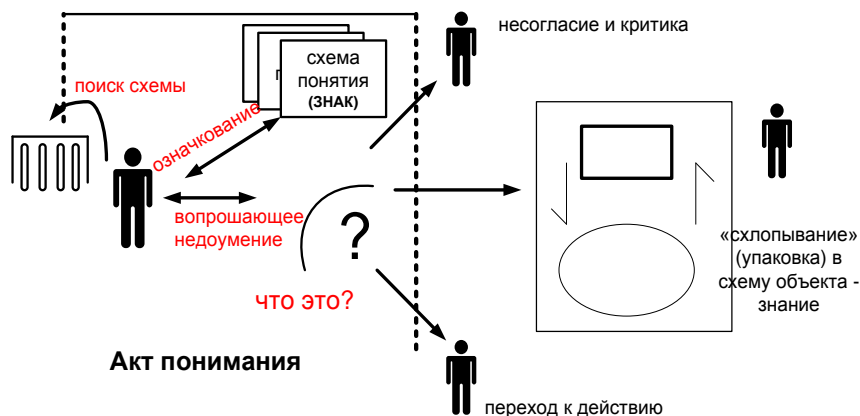 несогласие и критика
схема
понятия
(ЗНАК)
поиск схемы
означкование
вопрошающее
недоумение
?
что это?
«схлопывание»
(упаковка) в
схему объекта -
знание
Акт понимания
переход к действию